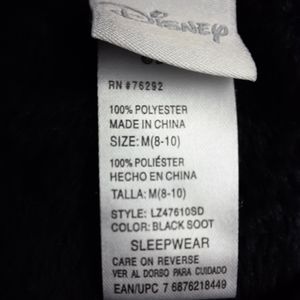 Disney
RN #76292
100% POLYESTER
MADE IN CHINA
SIZE: M(8-10)
100% POLIÉSTER
HECHO EN CHINA
TALLA: M(8-10)
STYLE: LZ47610SD
COLOR: BLACK SOOT
SLEEPWEAR
CARE ON REVERSE
VER AL DORSO PARA CUIDADO
EAN/UPC 7 6876218449